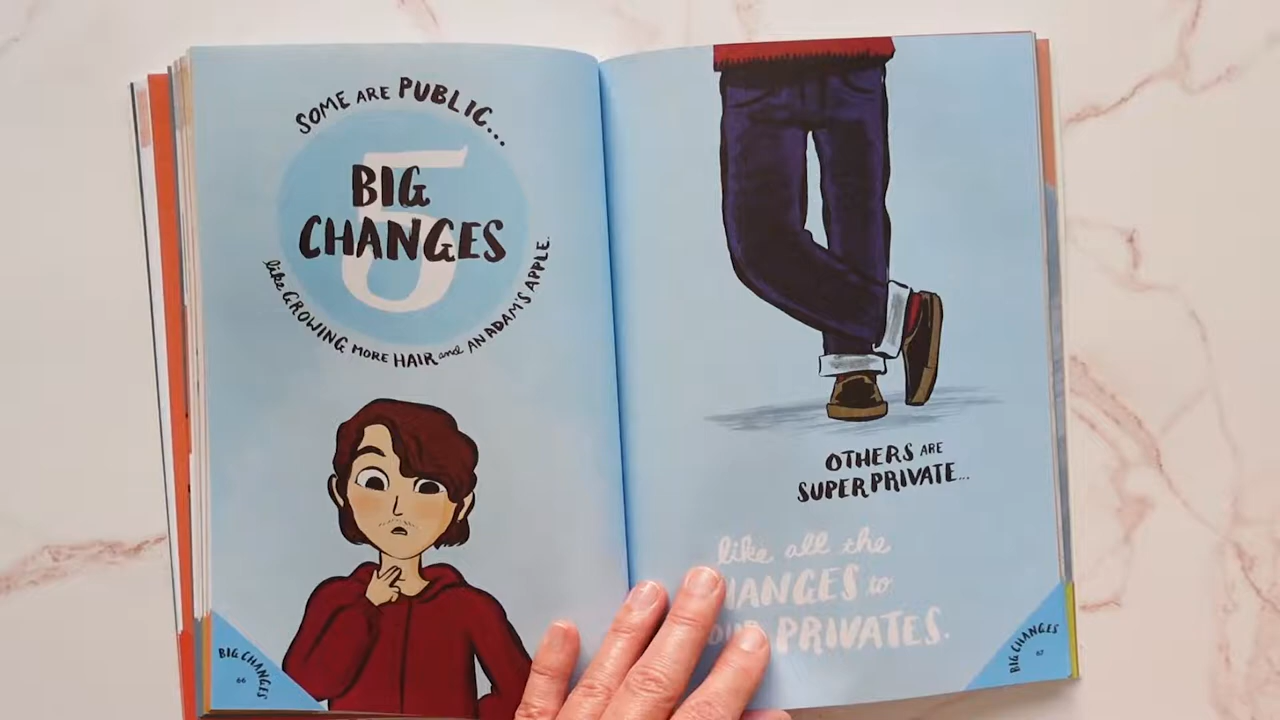 SOME ARE PUBLIC...
5
BIG
CHANGES
like GROWING MORE HAIR and AN ADAM'S APPLE.
BIG CHANGES
66
OTHERS ARE
SUPER PRIVATE...
like all the
to
PRIVATES.
BIG CHANGES
67